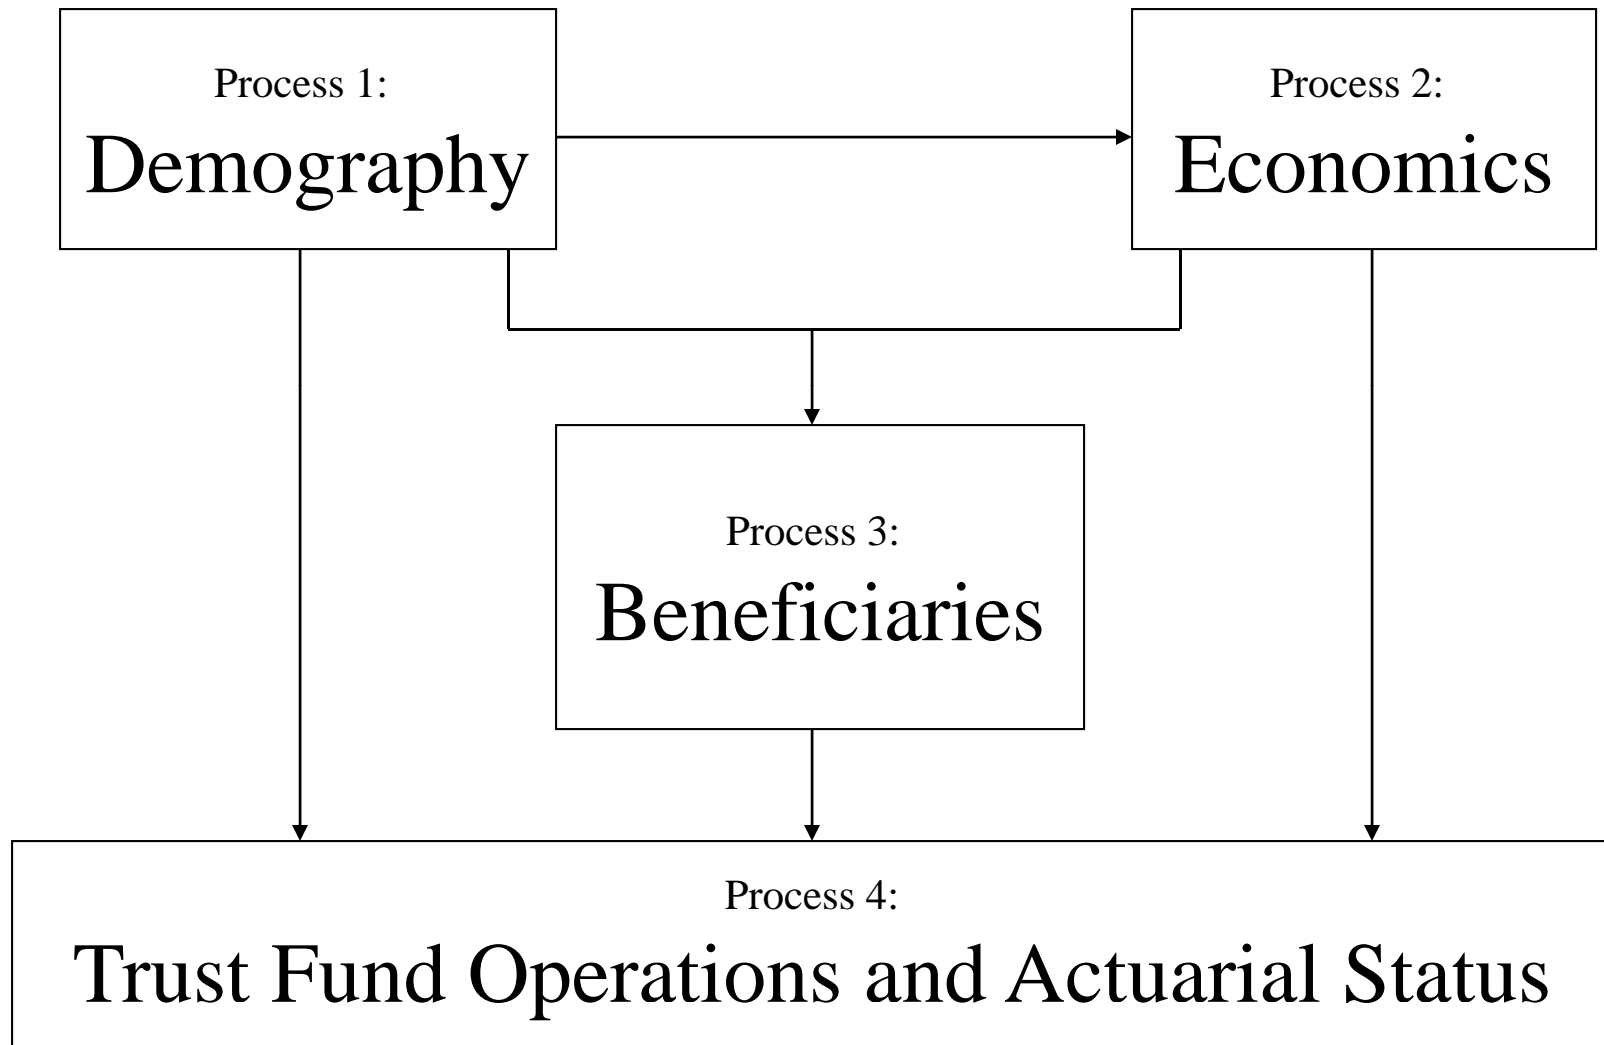 Process 1:
Demography
Process 2:
Economics
Process 3:
Beneficiaries
Process 4:
Trust Fund Operations and Actuarial Status